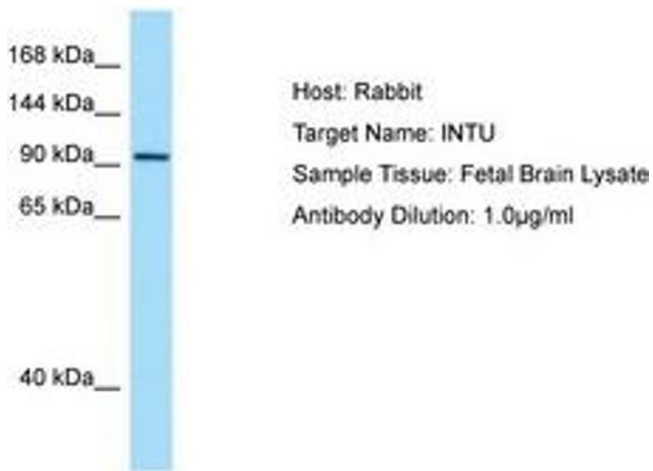 168 kDa
144 kDa
90 kDa
65 kDa
40 kDa
Host: Rabbit
Target Name: INTU
Sample Tissue: Fetal Brain Lysate
Antibody Dilution: 1.0µg/ml